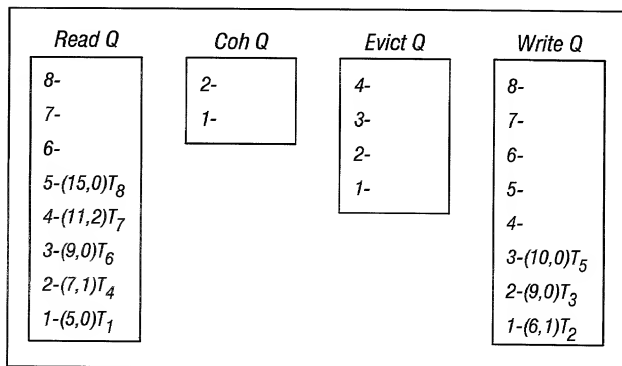 Read Q
8-
7-
6-
5-(15,0)T8
4-(11,2)T7
3-(9,0)T6
2-(7,1)T4
1-(5,0)T1
Coh Q
2-
1-
Evict Q
4-
3-
2-
1-
Write Q
8-
7-
6-
5-
4-
3-(10,0)T5
2-(9,0)T3
1-(6,1)T2